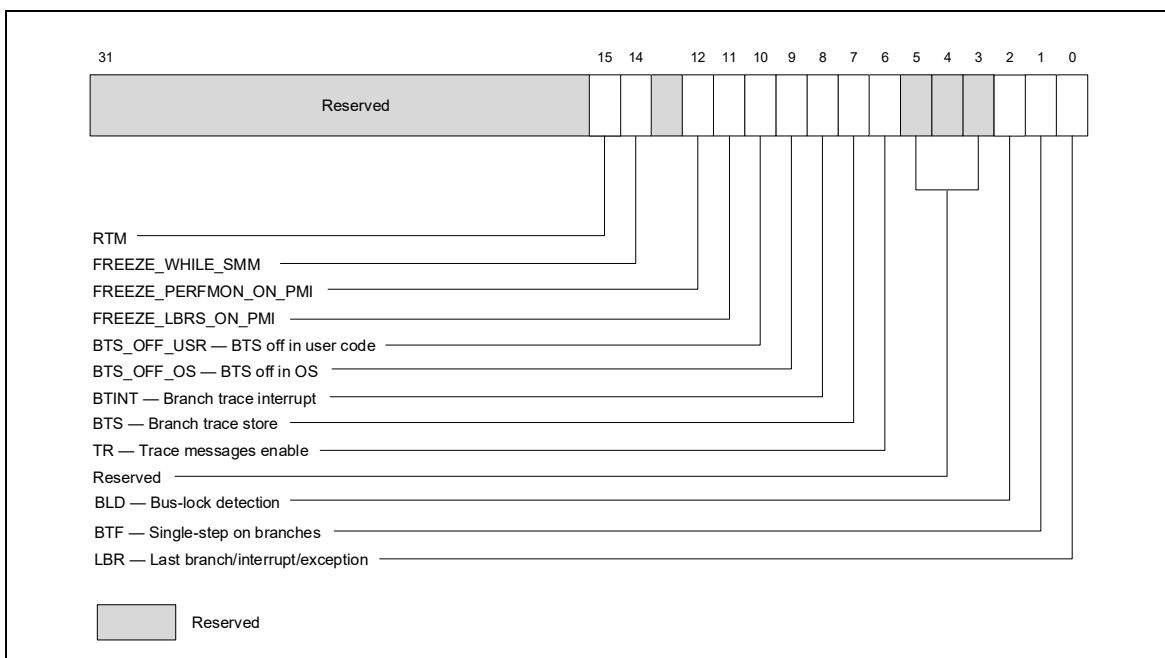 31 15 14 12 11 10 9 8 7 6 5 4 3 2 1 0
Reserved
RTM
FREEZE_WHILE_SMM
FREEZE_PERFMON_ON_PMI
FREEZE_LBRS_ON_PMI
BTS_OFF_USR — BTS off in user code
BTS_OFF_OS — BTS off in OS
BTINT — Branch trace interrupt
BTS — Branch trace store
TR — Trace messages enable
Reserved
BLD — Bus-lock detection
BTF — Single-step on branches
LBR — Last branch/interrupt/exception
Reserved